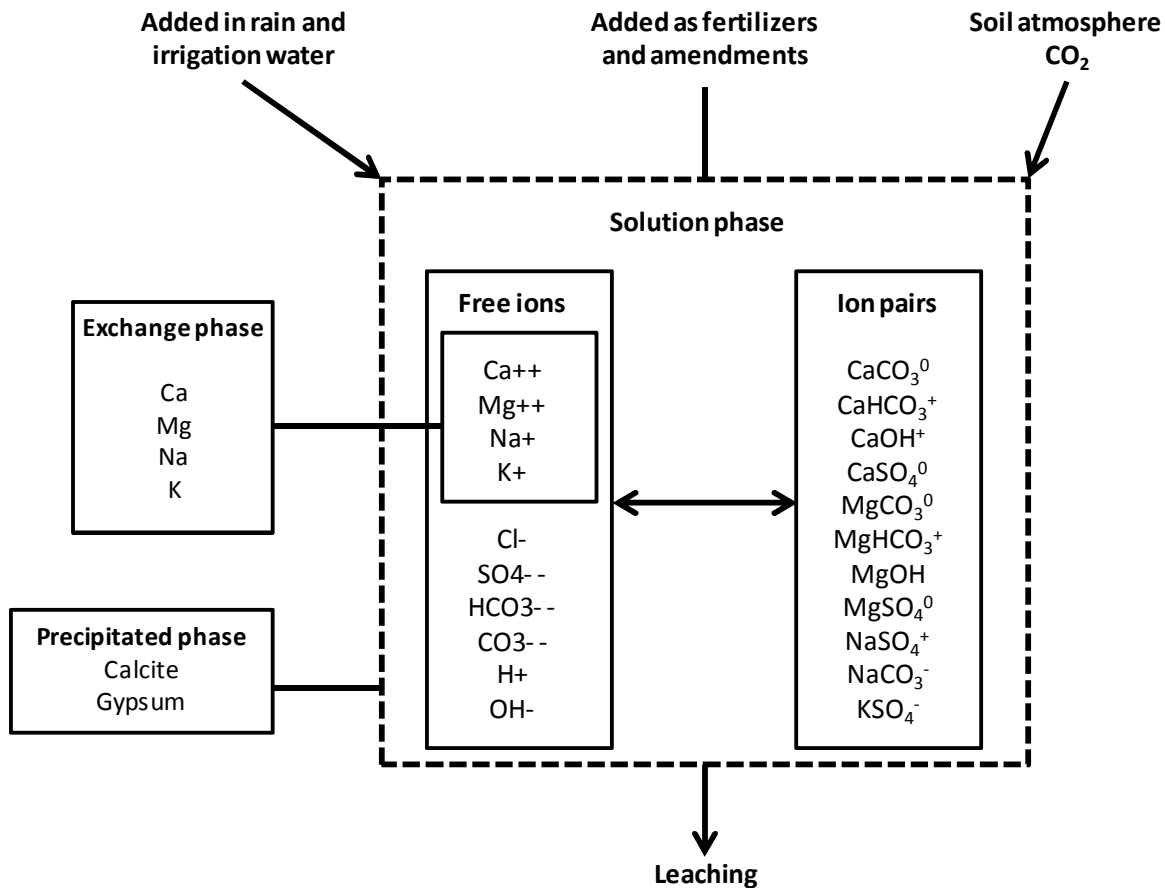 Added in rain and
irrigation water
Added as fertilizers
and amendments
Soil atmosphere
CO₂
Solution phase
Exchange phase
Ca
Mg
Na
K
Free ions
Ca++
Mg++
Na+
K+
Cl-
SO4- -
HCO3- -
CO3- -
H+
OH-
Ion pairs
CaCO₃⁰
CaHCO₃⁺
CaOH⁺
CaSO₄⁰
MgCO₃⁰
MgHCO₃⁺
MgOH
MgSO₄⁰
NaSO₄⁺
NaCO₃⁻
KSO₄⁻
Precipitated phase
Calcite
Gypsum
Leaching